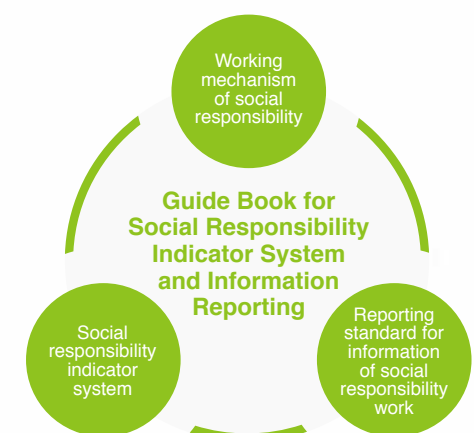 Working
mechanism
of social
responsibility
Guide Book for
Social Responsibility
Indicator System
and Information
Reporting
Social
responsibility
indicator
system
Reporting
standard for
information
of social
responsibility
work